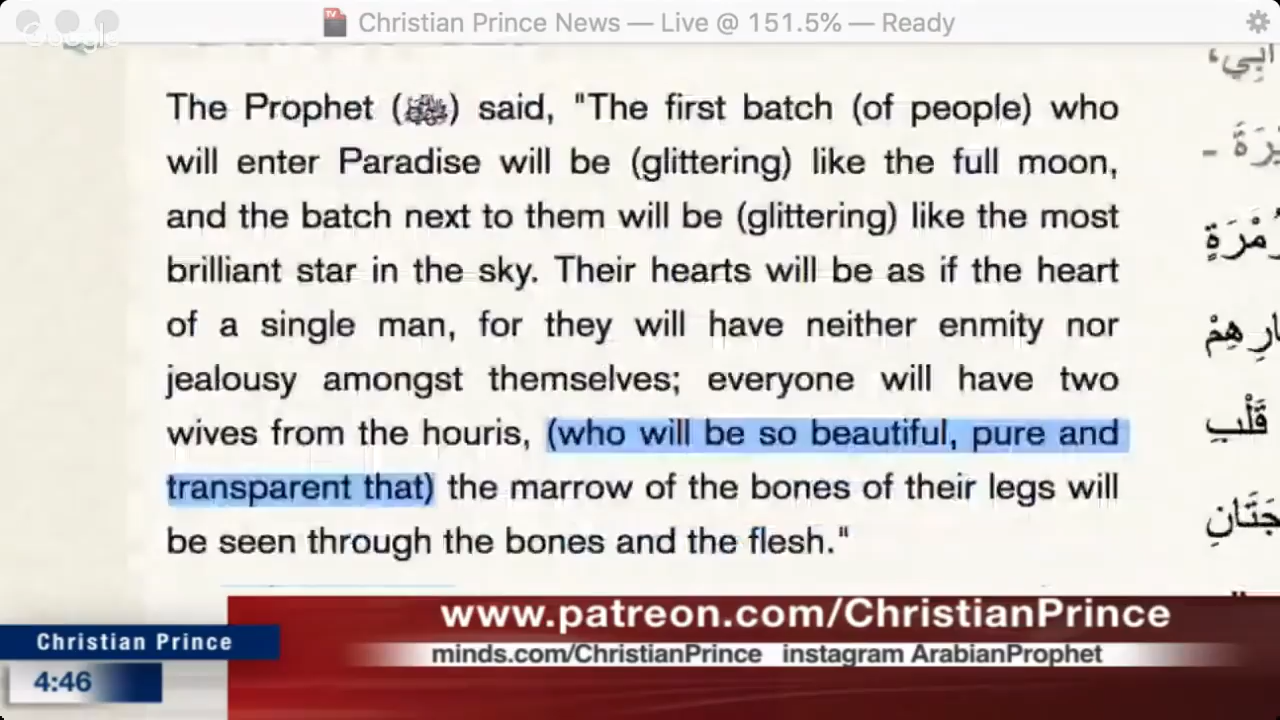 Christian Prince News — Live @ 151.5% — Ready
Google
The Prophet (ﷺ) said, "The first batch (of people) who
will enter Paradise will be (glittering) like the full moon,
and the batch next to them will be (glittering) like the most
brilliant star in the sky. Their hearts will be as if the heart
of a single man, for they will have neither enmity nor
jealousy amongst themselves; everyone will have two
wives from the houris, (who will be so beautiful, pure and
transparent that) the marrow of the bones of their legs will
be seen through the bones and the flesh."
قَلْبِ
www.patreon.com/ChristianPrince
Christian Prince
minds.com/ChristianPrince instagram ArabianProphet
4:46